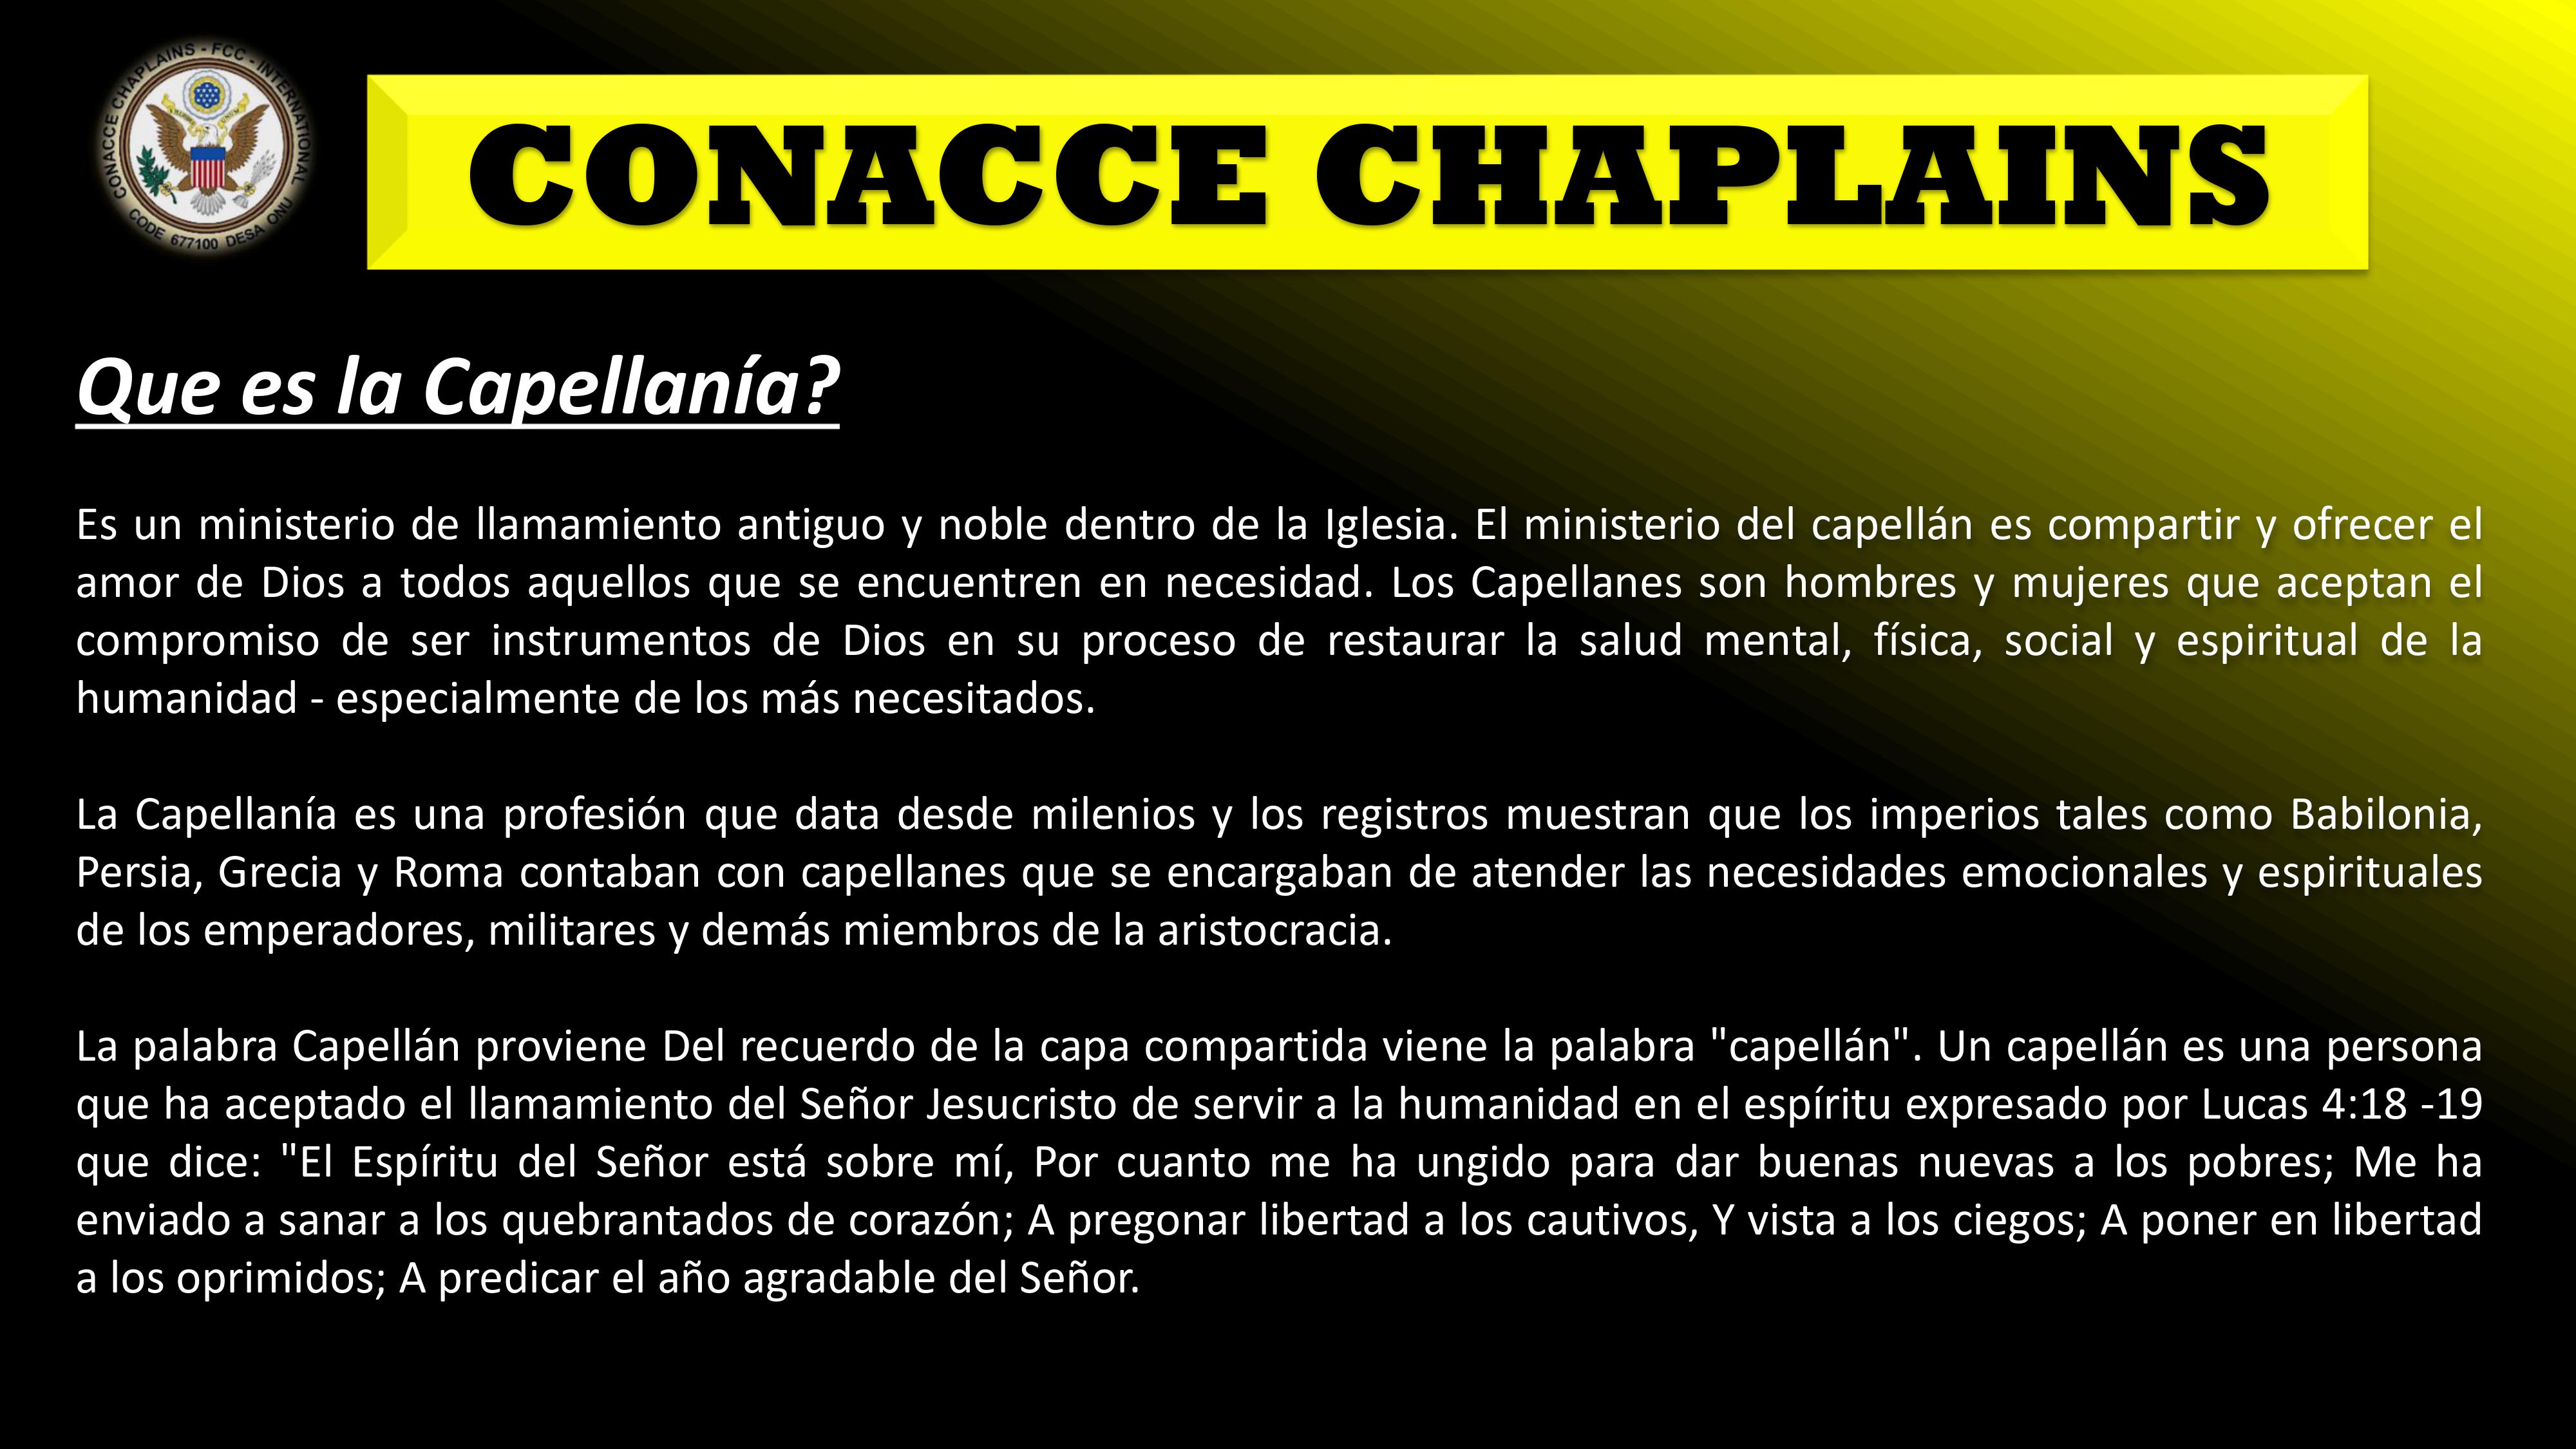 CONACCE CHAPLAINS - FCC - INTERNATIONAL
CODE 677100 DESA ONU
CONACCE CHAPLAINS
Que es la Capellanía?
Es un ministerio de llamamiento antiguo y noble dentro de la Iglesia. El ministerio del capellán es compartir y ofrecer el
amor de Dios a todos aquellos que se encuentren en necesidad. Los Capellanes son hombres y mujeres que aceptan el
compromiso de ser instrumentos de Dios en su proceso de restaurar la salud mental, física, social y espiritual de la
humanidad - especialmente de los más necesitados.
La Capellanía es una profesión que data desde milenios y los registros muestran que los imperios tales como Babilonia,
Persia, Grecia y Roma contaban con capellanes que se encargaban de atender las necesidades emocionales y espirituales
de los emperadores, militares y demás miembros de la aristocracia.
La palabra Capellán proviene Del recuerdo de la capa compartida viene la palabra "capellán". Un capellán es una persona
que ha aceptado el llamamiento del Señor Jesucristo de servir a la humanidad en el espíritu expresado por Lucas 4:18 -19
que dice: "El Espíritu del Señor está sobre mí, Por cuanto me ha ungido para dar buenas nuevas a los pobres; Me ha
enviado a sanar a los quebrantados de corazón; A pregonar libertad a los cautivos, Y vista a los ciegos; A poner en libertad
a los oprimidos; A predicar el año agradable del Señor.